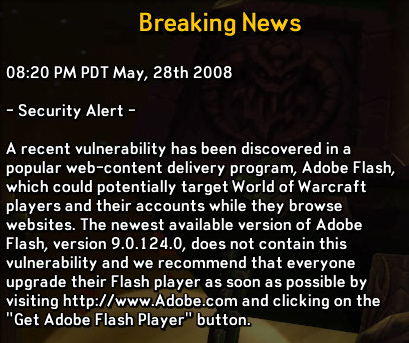 Breaking News
08:20 PM PDT May, 28th 2008
- Security Alert -
A recent vulnerability has been discovered in a
popular web-content delivery program, Adobe Flash,
which could potentially target World of Warcraft
players and their accounts while they browse
websites. The newest available version of Adobe
Flash, version 9.0.124.0, does not contain this
vulnerability and we recommend that everyone
upgrade their Flash player as soon as possible by
visiting http://www.Adobe.com and clicking on the
"Get Adobe Flash Player" button.